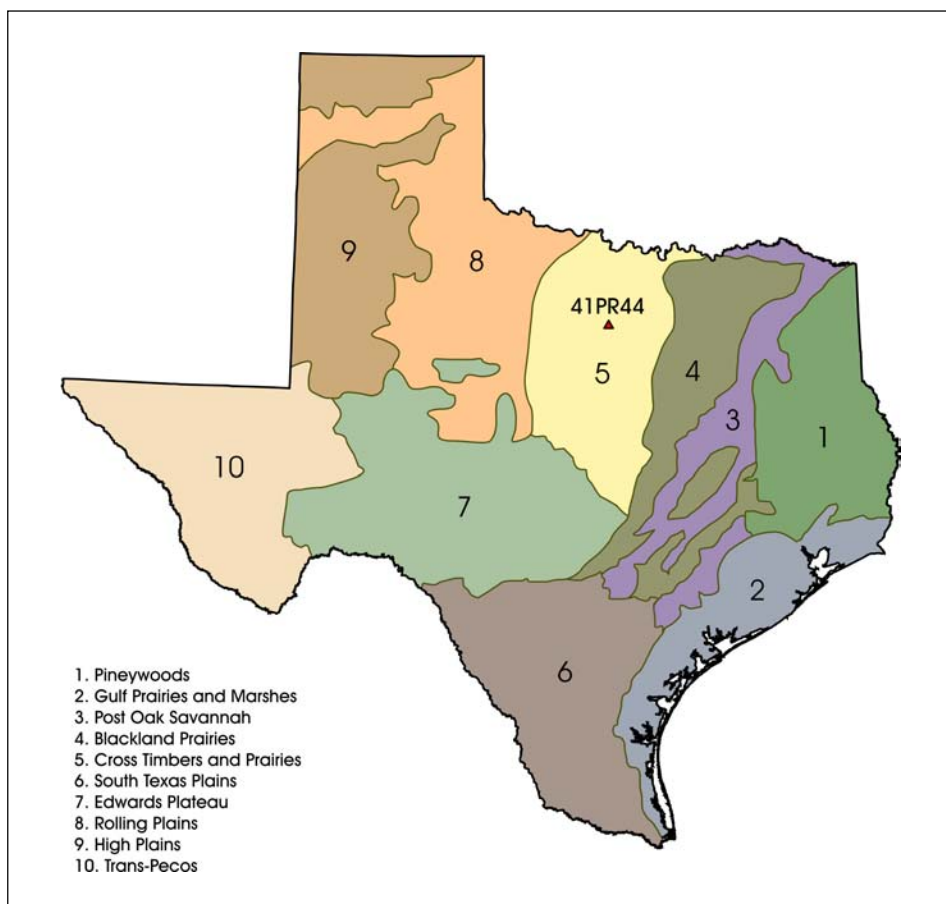 9
8
41PR44
5
4
3
1
10
7
2
6
1. Pineywoods
2. Gulf Prairies and Marshes
3. Post Oak Savannah
4. Blackland Prairies
5. Cross Timbers and Prairies
6. South Texas Plains
7. Edwards Plateau
8. Rolling Plains
9. High Plains
10. Trans-Pecos